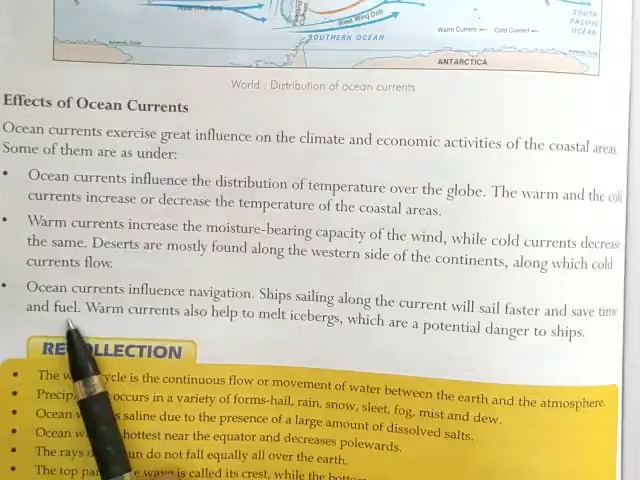 West Wind Drift
West Wind Drift
SOUTHERN OCEAN
SOUTH
PACIFIC
OCEAN
Warm Current Cold Current
Antarctic Circle
ANTARCTICA
World : Distribution of ocean currents
Effects of Ocean Currents
Ocean currents exercise great influence on the climate and economic activities of the coastal areas
Some of them are as under:
• Ocean currents influence the distribution of temperature over the globe. The warm and the cold
currents increase or decrease the temperature of the coastal areas.
• Warm currents increase the moisture-bearing capacity of the wind, while cold currents decrease
the same. Deserts are mostly found along the western side of the continents, along which cold
currents flow.
• Ocean currents influence navigation. Ships sailing along the current will sail faster and save time
and fuel. Warm currents also help to melt icebergs, which are a potential danger to ships.
RECOLLECTION
• The cycle is the continuous flow or movement of water between the earth and the atmosphere.
• occurs in a variety of forms-hail, rain, snow, sleet, fog, mist and dew.
• Ocean is saline due to the presence of a large amount of dissolved salts.
• Ocean hottest near the equator and decreases polewards.
• The rays do not fall equally all over the earth.
• The top wave is called its crest, while the bottom